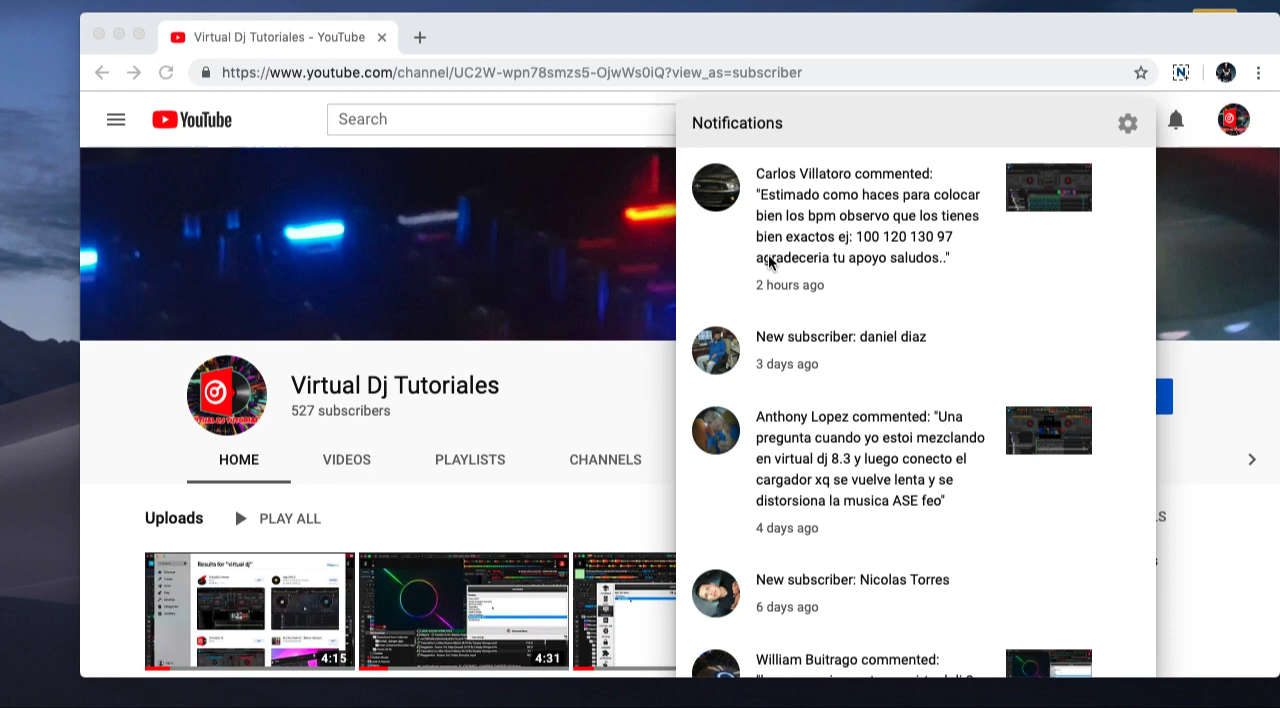 Virtual Dj Tutoriales - YouTube
https://www.youtube.com/channel/UC2W-wpn78smzs5-OjwWs0iQ?view_as=subscriber
YouTube
Search
Notifications
Carlos Villatoro commented:
"Estimado como haces para colocar
bien los bpm observo que los tienes
bien exactos ej: 100 120 130 97
agradeceria tu apoyo saludos.."
2 hours ago
New subscriber: daniel diaz
3 days ago
Virtual Dj Tutoriales
527 subscribers
Anthony Lopez commented: "Una
pregunta cuando yo estoi mezclando
en virtual dj 8.3 y luego conecto el
cargador xq se vuelve lenta y se
distorsiona la musica ASE feo"
4 days ago
HOME VIDEOS PLAYLISTS CHANNELS
Uploads PLAY ALL
New subscriber: Nicolas Torres
6 days ago
William Buitrago commented:
Results for "virtual dj"
4:15
4:31